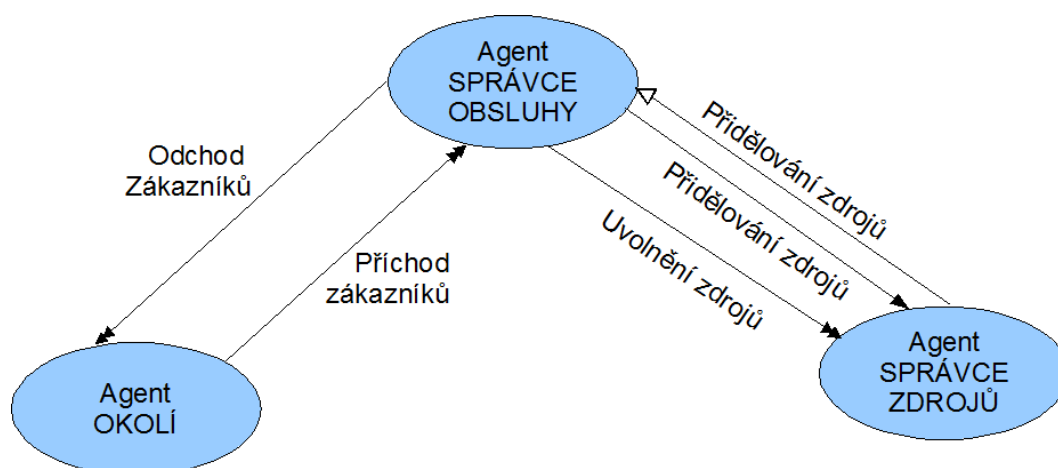 Agent
SPRÁVCE
OBSLUHY
Odchod
Zákazníků
Příchod
zákazníků
Přidělování zdrojů
Přidělování zdrojů
Uvolnění zdrojů
Agent
OKOLÍ
Agent
SPRÁVCE
ZDROJŮ